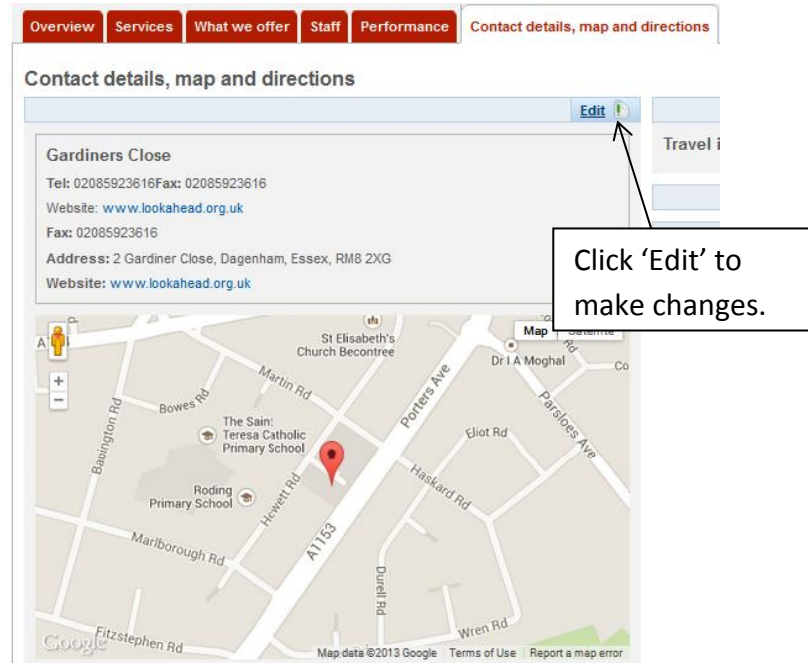 Overview Services What we offer Staff Performance Contact details, map and directions
Contact details, map and directions
Edit
Travel i
Gardiners Close
Tel: 02085923616Fax: 02085923616
Website: www.lookahead.org.uk
Fax: 02085923616
Address: 2 Gardiner Close, Dagenham, Essex, RM8 2XG
Website: www.lookahead.org.uk
Click ‘Edit’ to
make changes.
St Elisabeth's
Church Becontree
Map
Dr I A Moghal
Co
Martin Rd
Porters Ave
Parsloes Ave
Bowes Rd
Babington Rd
The Sain:
Teresa Catholic
Primary School
Eliot Rd
Haskard Rd
Roding
Primary School
Hewett Rd
Marlborough Rd
A1153
Durell Rd
Wren Rd
Fitzstephen Rd
Google
Map data ©2013 Google Terms of Use Report a map error